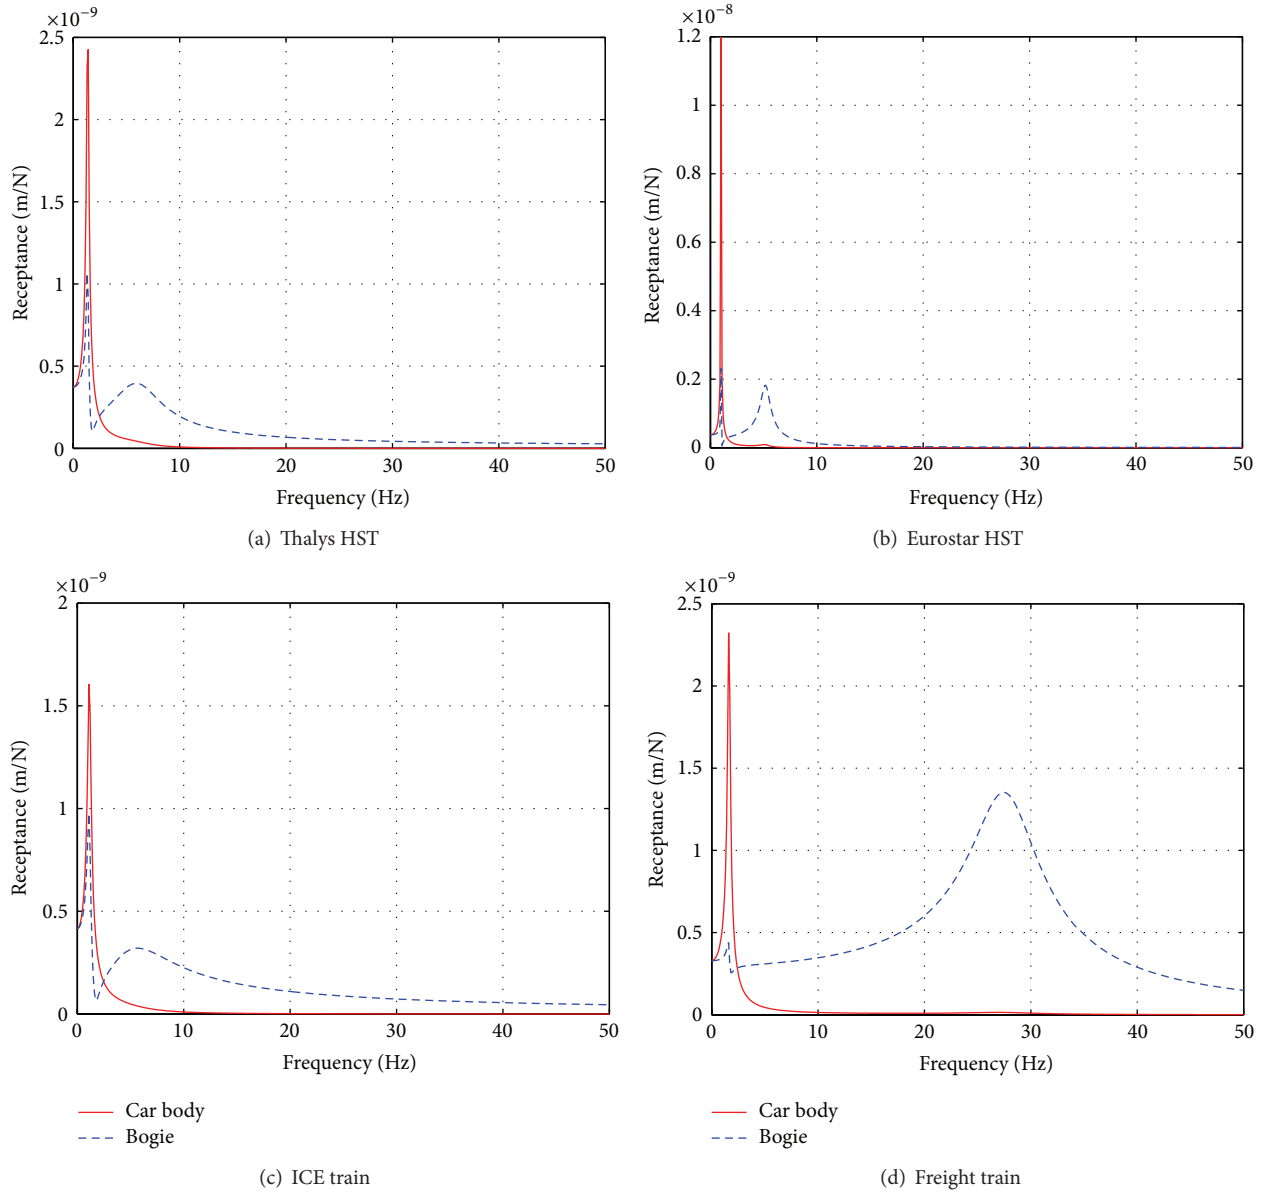 ×10⁻⁹
2.5
2
1.5
1
0.5
0
0 10 20 30 40 50
Receptance (m/N)
Frequency (Hz)
(a) Thalys HST
×10⁻⁸
1.2
1
0.8
0.6
0.4
0.2
0
0 10 20 30 40 50
Receptance (m/N)
Frequency (Hz)
(b) Eurostar HST
×10⁻⁹
2
1.5
1
0.5
0
0 10 20 30 40 50
Receptance (m/N)
Frequency (Hz)
Car body
Bogie
(c) ICE train
×10⁻⁹
2.5
2
1.5
1
0.5
0
0 10 20 30 40 50
Receptance (m/N)
Frequency (Hz)
Car body
Bogie
(d) Freight train